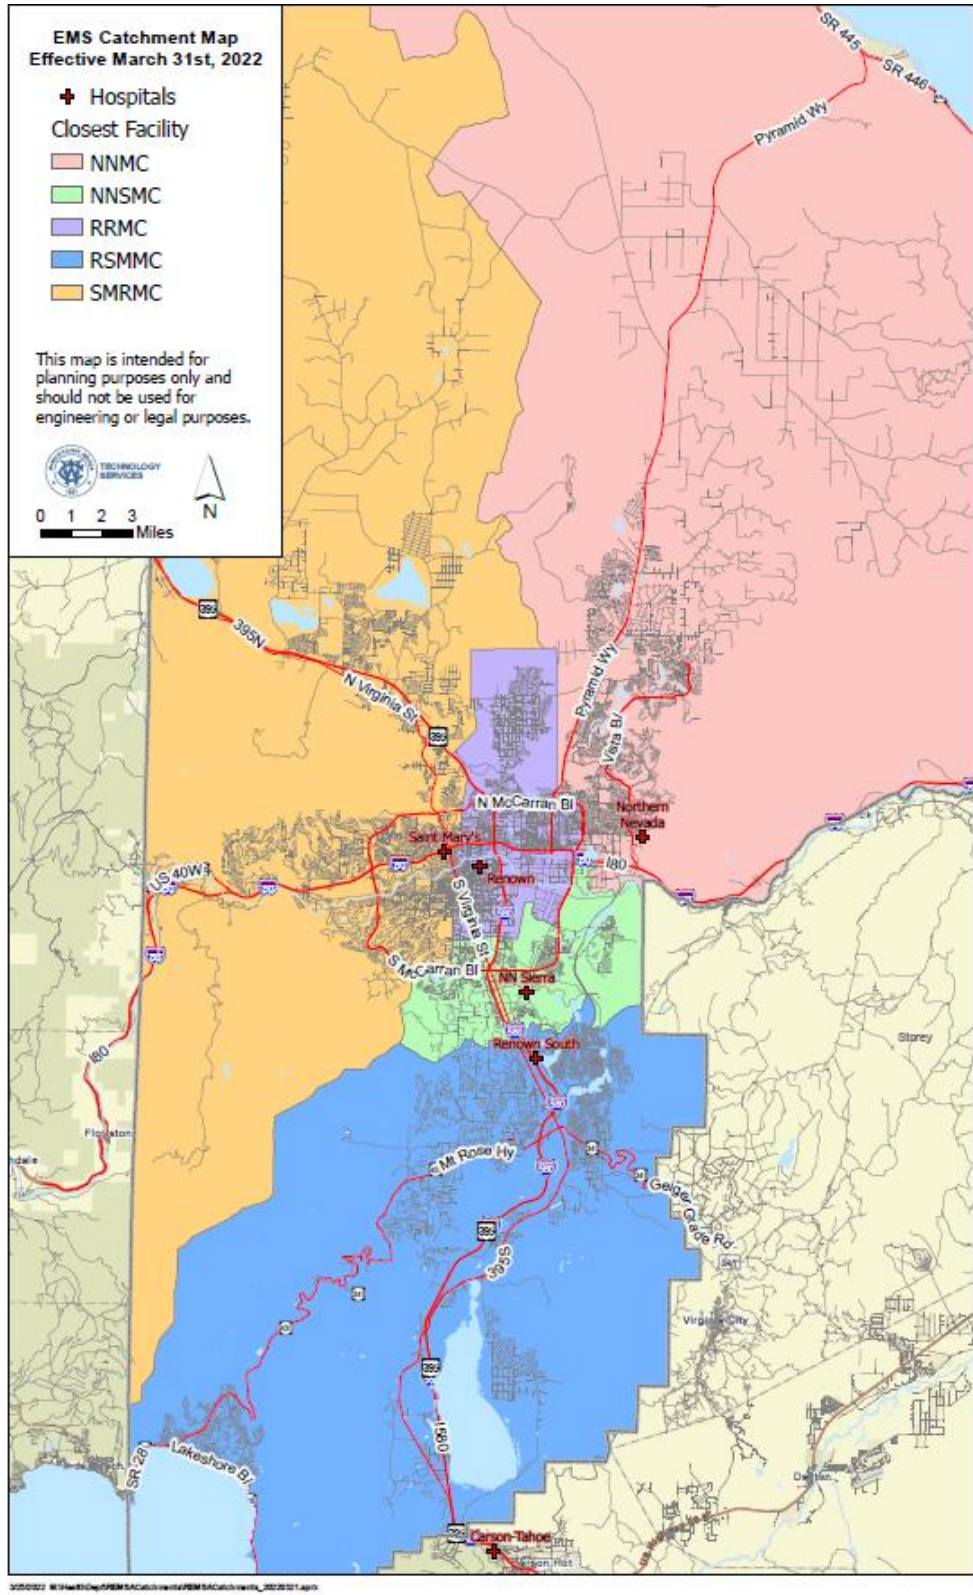 EMS Catchment Map
Effective March 31st, 2022
Hospitals
Closest Facility
NNMC
NNSMC
RRMC
RSMMC
SMRMC
This map is intended for
planning purposes only and
should not be used for
engineering or legal purposes.
TECHNOLOGY
SERVICES
N
0 1 2 3
Miles
SR 445
SR 446
Pyramid Wy
395
395N
N Virginia St
395
Pyramid Wy
Vista Bl
N McCarran Bl
Northern
Nevada
Saint Mary's
Renown
I80
US 40W
S Virginia St
S McCarran Bl
NN Sierra
Renown South
I80
Storey
Mt Rose Hy
Geiger Grade Rd
395
395S
Virginia City
395
I580
SR 28
Lakeshore Bl
Carson-Tahoe